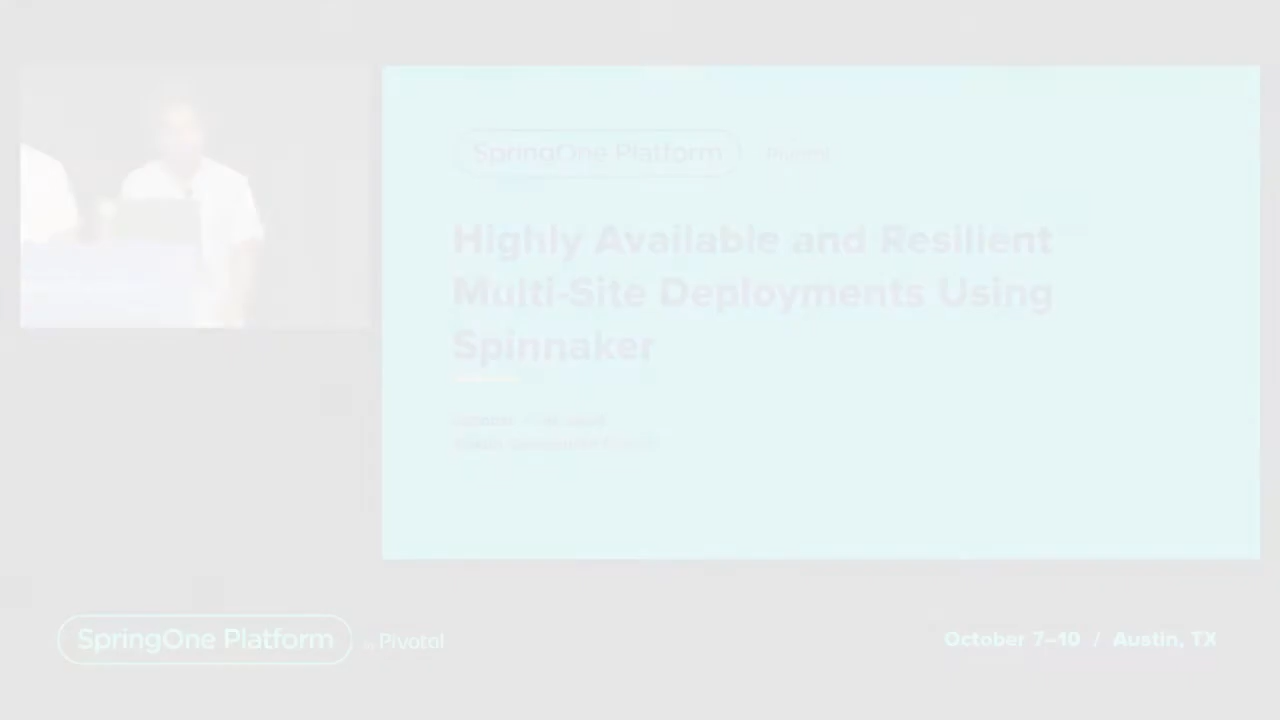 SpringOne Platform
Pivotal
Highly Available and Resilient
Multi-Site Deployments Using
Spinnaker
SpringOne Platform by Pivotal
October 7–10 / Austin, TX